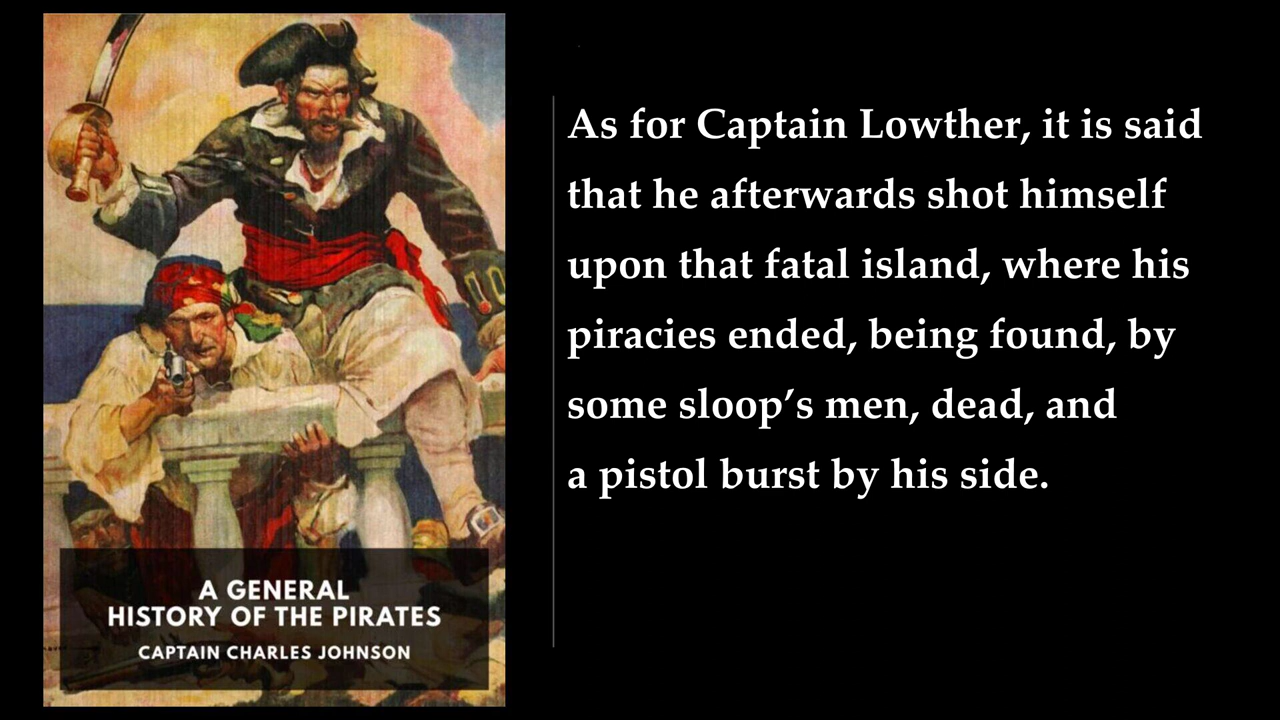 As for Captain Lowther, it is said
that he afterwards shot himself
upon that fatal island, where his
piracies ended, being found, by
some sloop’s men, dead, and
a pistol burst by his side.
A GENERAL
HISTORY OF THE PIRATES
CAPTAIN CHARLES JOHNSON